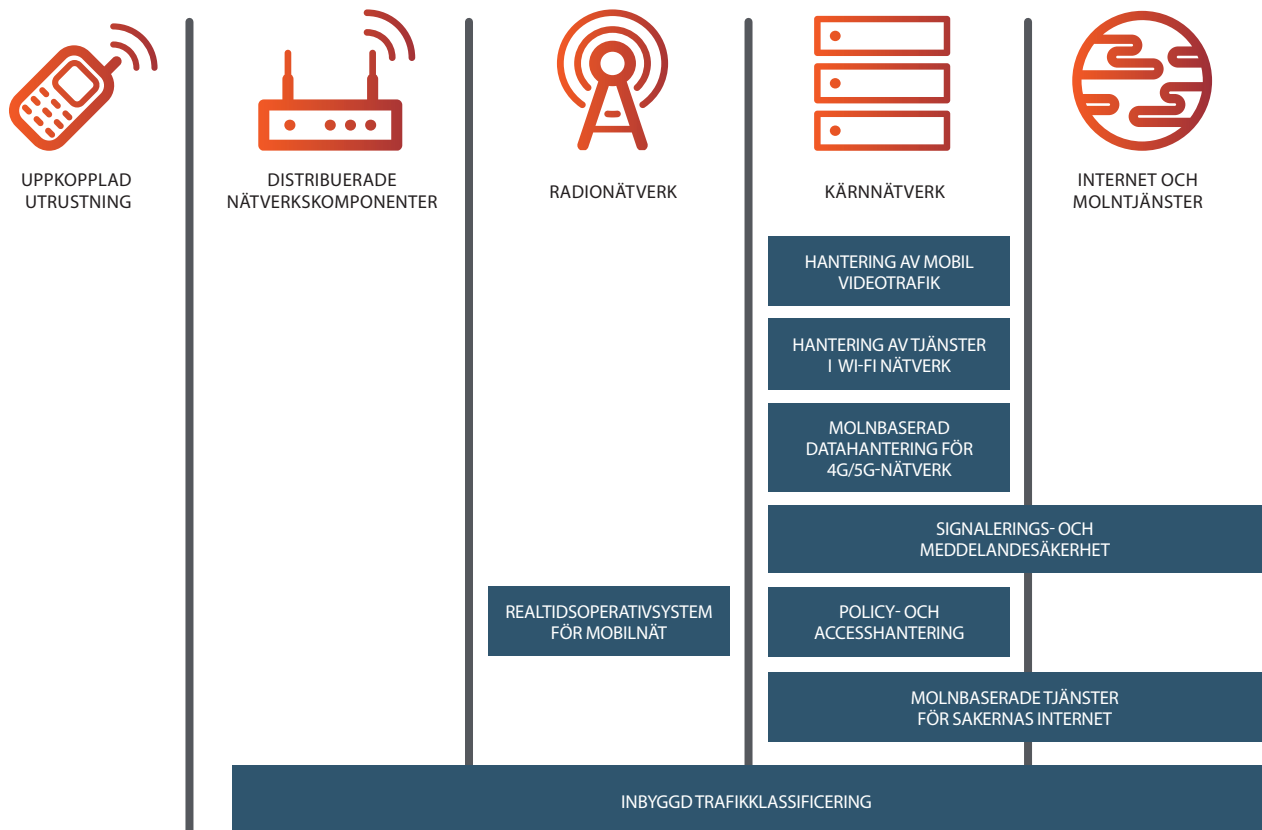 UPPKOPPLAD
UTRUSTNING
DISTRIBUERADE
NÄTVERKSKOMPONENTER
RADIONÄTVERK
KÄRNNÄTVERK
INTERNET OCH
MOLNTJÄNSTER
HANTERING AV MOBIL
VIDEOTRAFIK
HANTERING AV TJÄNSTER
I WI-FI NÄTVERK
MOLNBASERAD
DATAHANTERING FÖR
4G/5G-NÄTVERK
SIGNALERINGS- OCH
MEDDELANDESÄKERHET
REALTIDSOPERATIVSYSTEM
FÖR MOBILNÄT
POLICY- OCH
ACCESSHANTERING
MOLNBASERADE TJÄNSTER
FÖR SAKERNAS INTERNET
INBYGGD TRAFIKKLASSIFICERING